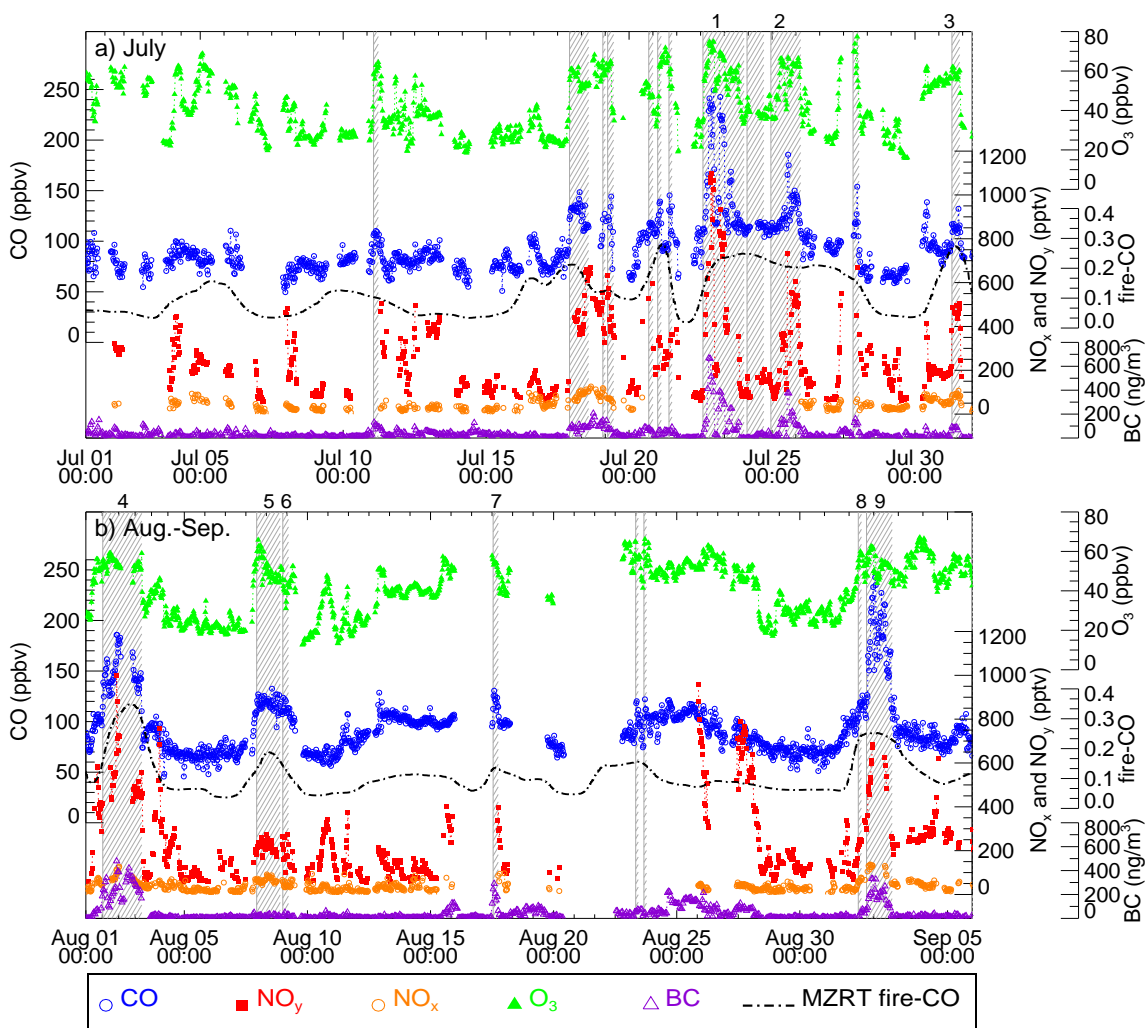 1 2 3
a) July
250
200
150
100
50
0
CO (ppbv)
80
60
40
20
0
O3 (ppbv)
1200
1000
800
600
400
200
0
NOx and NOy (pptv)
0.4
0.3
0.2
0.1
0.0
fire-CO
800
600
400
200
0
BC (ng/m³)
Jul 01 Jul 05 Jul 10 Jul 15 Jul 20 Jul 25 Jul 30
00:00 00:00 00:00 00:00 00:00 00:00 00:00
4 5 6 7 8 9
b) Aug.-Sep.
250
200
150
100
50
0
CO (ppbv)
80
60
40
20
0
O3 (ppbv)
1200
1000
800
600
400
200
0
NOx and NOy (pptv)
0.4
0.3
0.2
0.1
0.0
fire-CO
800
600
400
200
0
BC (ng/m³)
Aug 01 Aug 05 Aug 10 Aug 15 Aug 20 Aug 25 Aug 30 Sep 05
00:00 00:00 00:00 00:00 00:00 00:00 00:00 00:00
CO NOy NOx O3 BC MZRT fire-CO